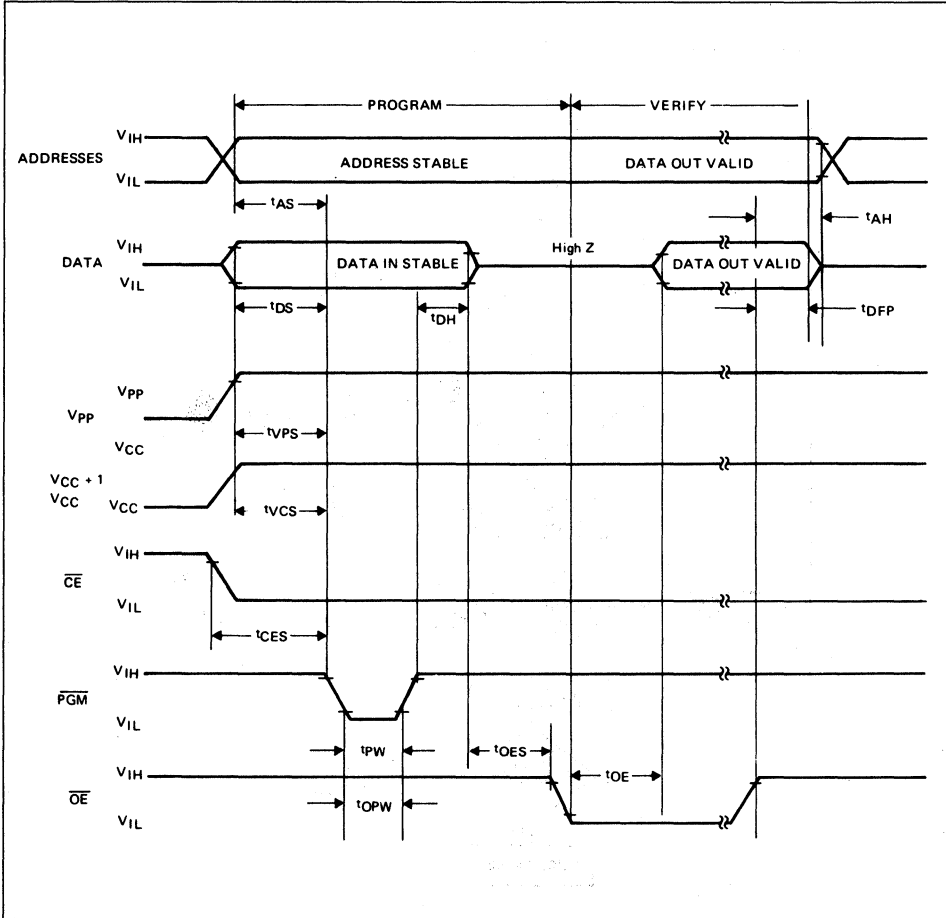 PROGRAM VERIFY
VIH
ADDRESSES ADDRESS STABLE DATA OUT VALID
VIL
tAS tAH
VIH High Z
DATA DATA IN STABLE DATA OUT VALID
VIL
tDS tDH tDFP
VPP
VPP
tVPS
VCC
VCC + 1
VCC VCC
tVCS
VIH
CE
VIL
tCES
VIH
PGM
VIL
tPW tOES
VIH tOE
OE
tOPW
VIL